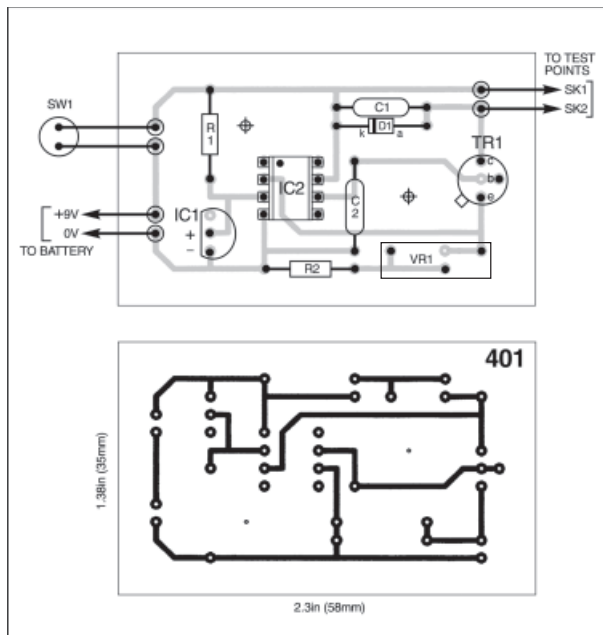 TO TEST
POINTS
SK1
SK2
SW1
C1
D1
k
a
R
1
TR1
c
b
e
IC2
C
2
+9V
IC1
0V
+
−
TO BATTERY
R2
VR1
401
1.38in (35mm)
2.3in (58mm)